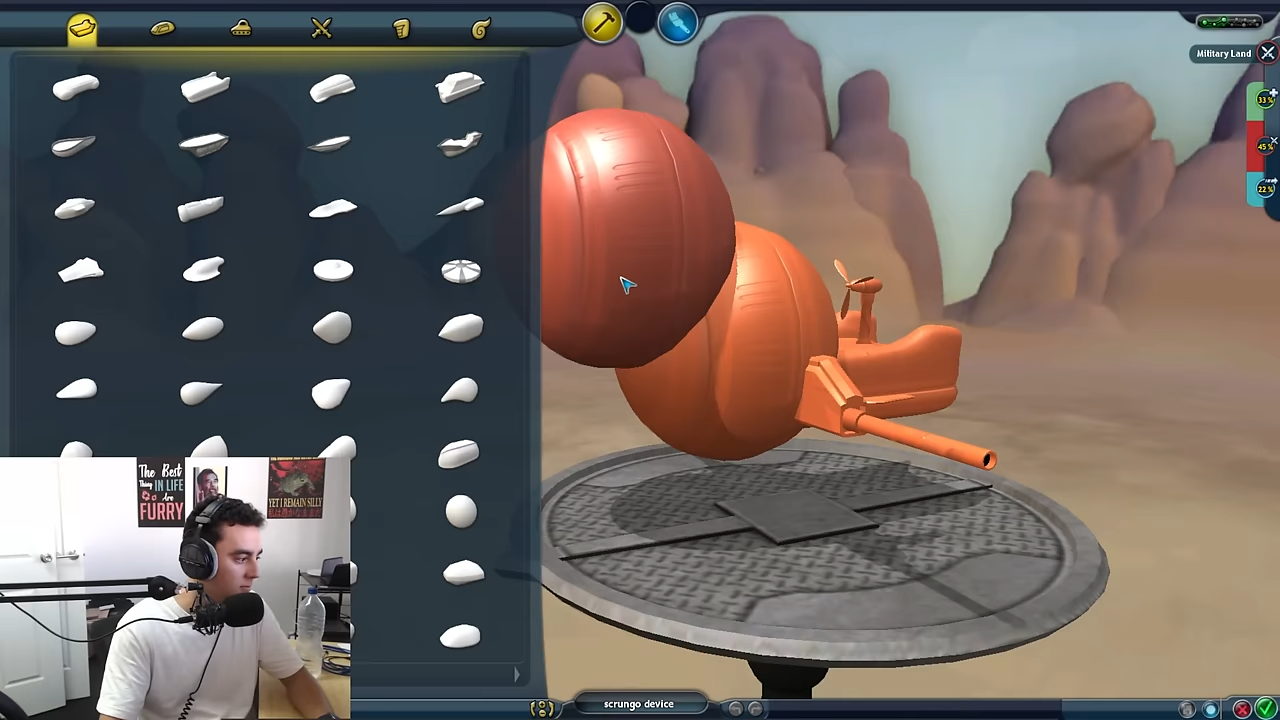 Military Land
33 %
45 %
22 %
The Best
Thing IN LIFE
Are
FURRY
YET I REMAIN SILLY
scrungo device